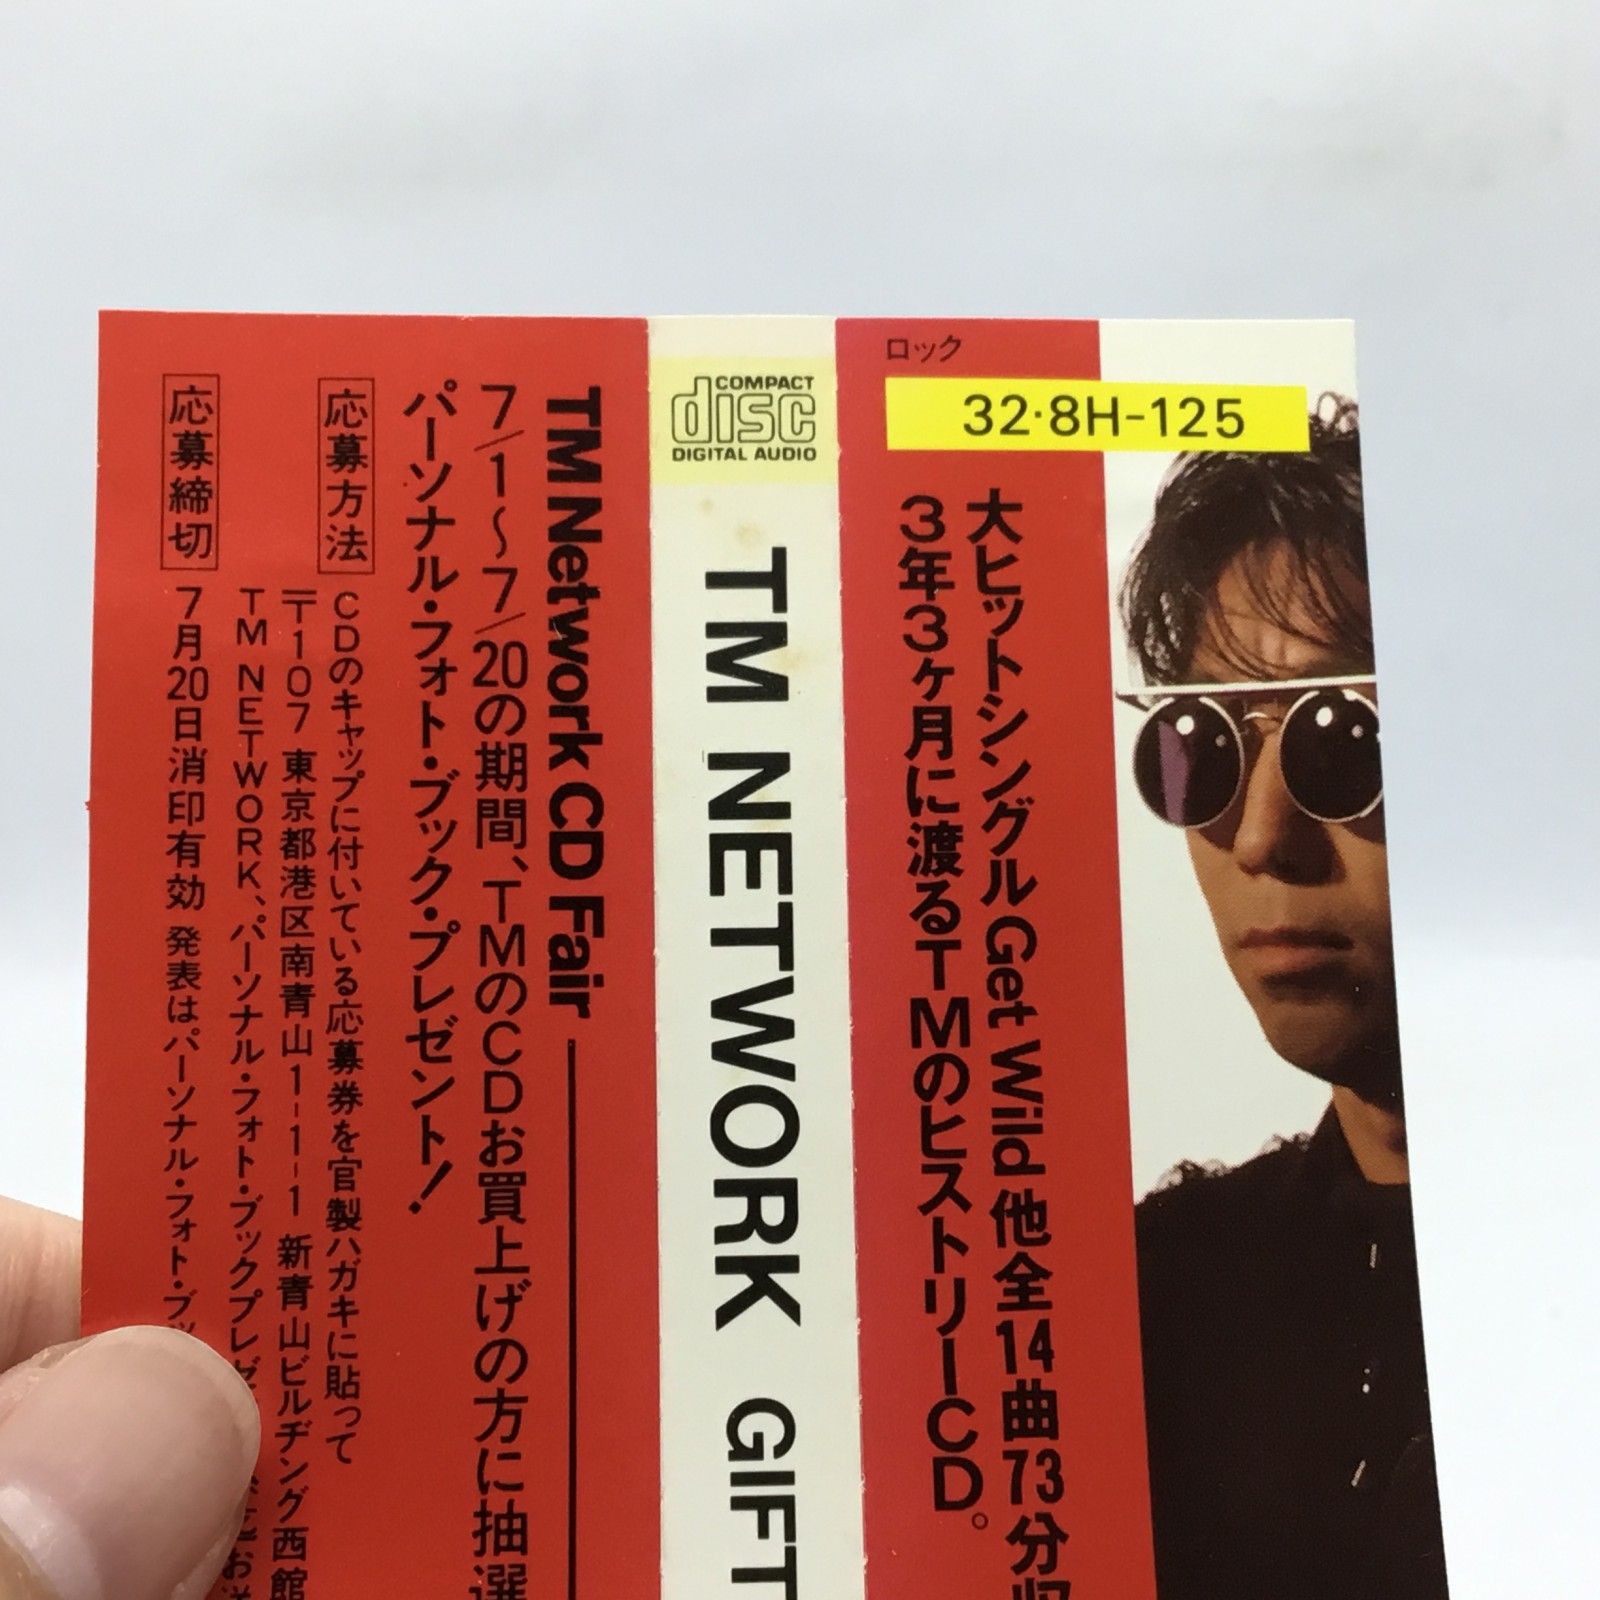 ロック
32・8H-125
大ヒットシングルGet Wild 他全14曲73分収
3年3ヶ月に渡るTMのヒストリーCD。
COMPACT
disc
DIGITAL AUDIO
TM NETWORK GIFT
TM Network CD Fair
7/1〜7/20の期間、TMのCDお買上げの方に抽選
パーソナル・フォト・ブック・プレゼント!
応募方法
CDのキャップに付いている応募券を官製ハガキに貼って
〒107 東京都港区南青山1-1-1 新青山ビルヂング西館
TM NETWORK、パーソナル・フォト・ブックプレゼ
応募締切
7月20日消印有効 発表はパーソナル・フォト・ブッ